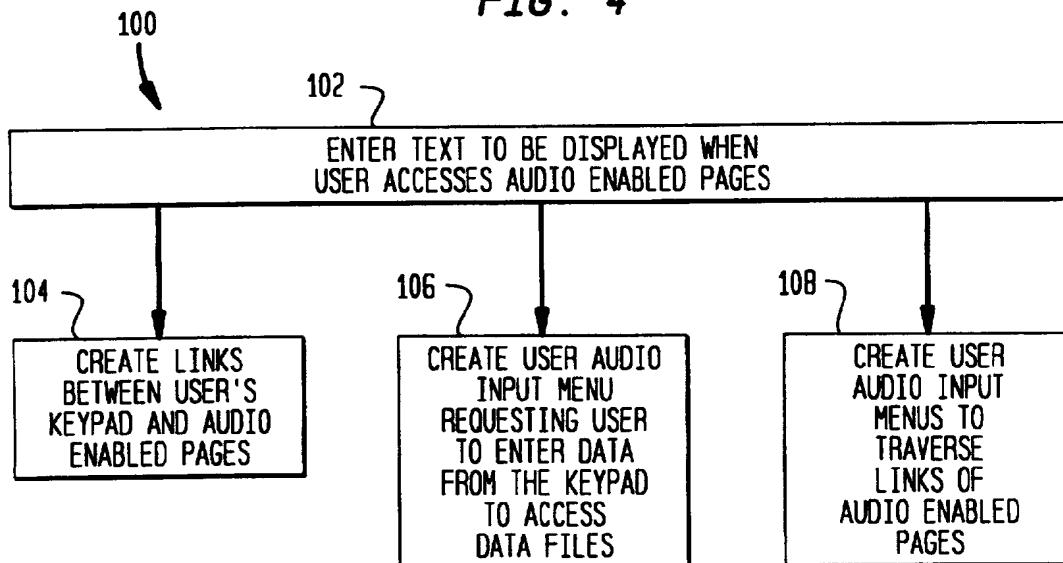 FIG. 4
100
102
ENTER TEXT TO BE DISPLAYED WHEN
USER ACCESSES AUDIO ENABLED PAGES
104
CREATE LINKS
BETWEEN USER'S
KEYPAD AND AUDIO
ENABLED PAGES
106
CREATE USER AUDIO
INPUT MENU
REQUESTING USER
TO ENTER DATA
FROM THE KEYPAD
TO ACCESS
DATA FILES
108
CREATE USER
AUDIO INPUT
MENUS TO
TRAVERSE
LINKS OF
AUDIO ENABLED
PAGES